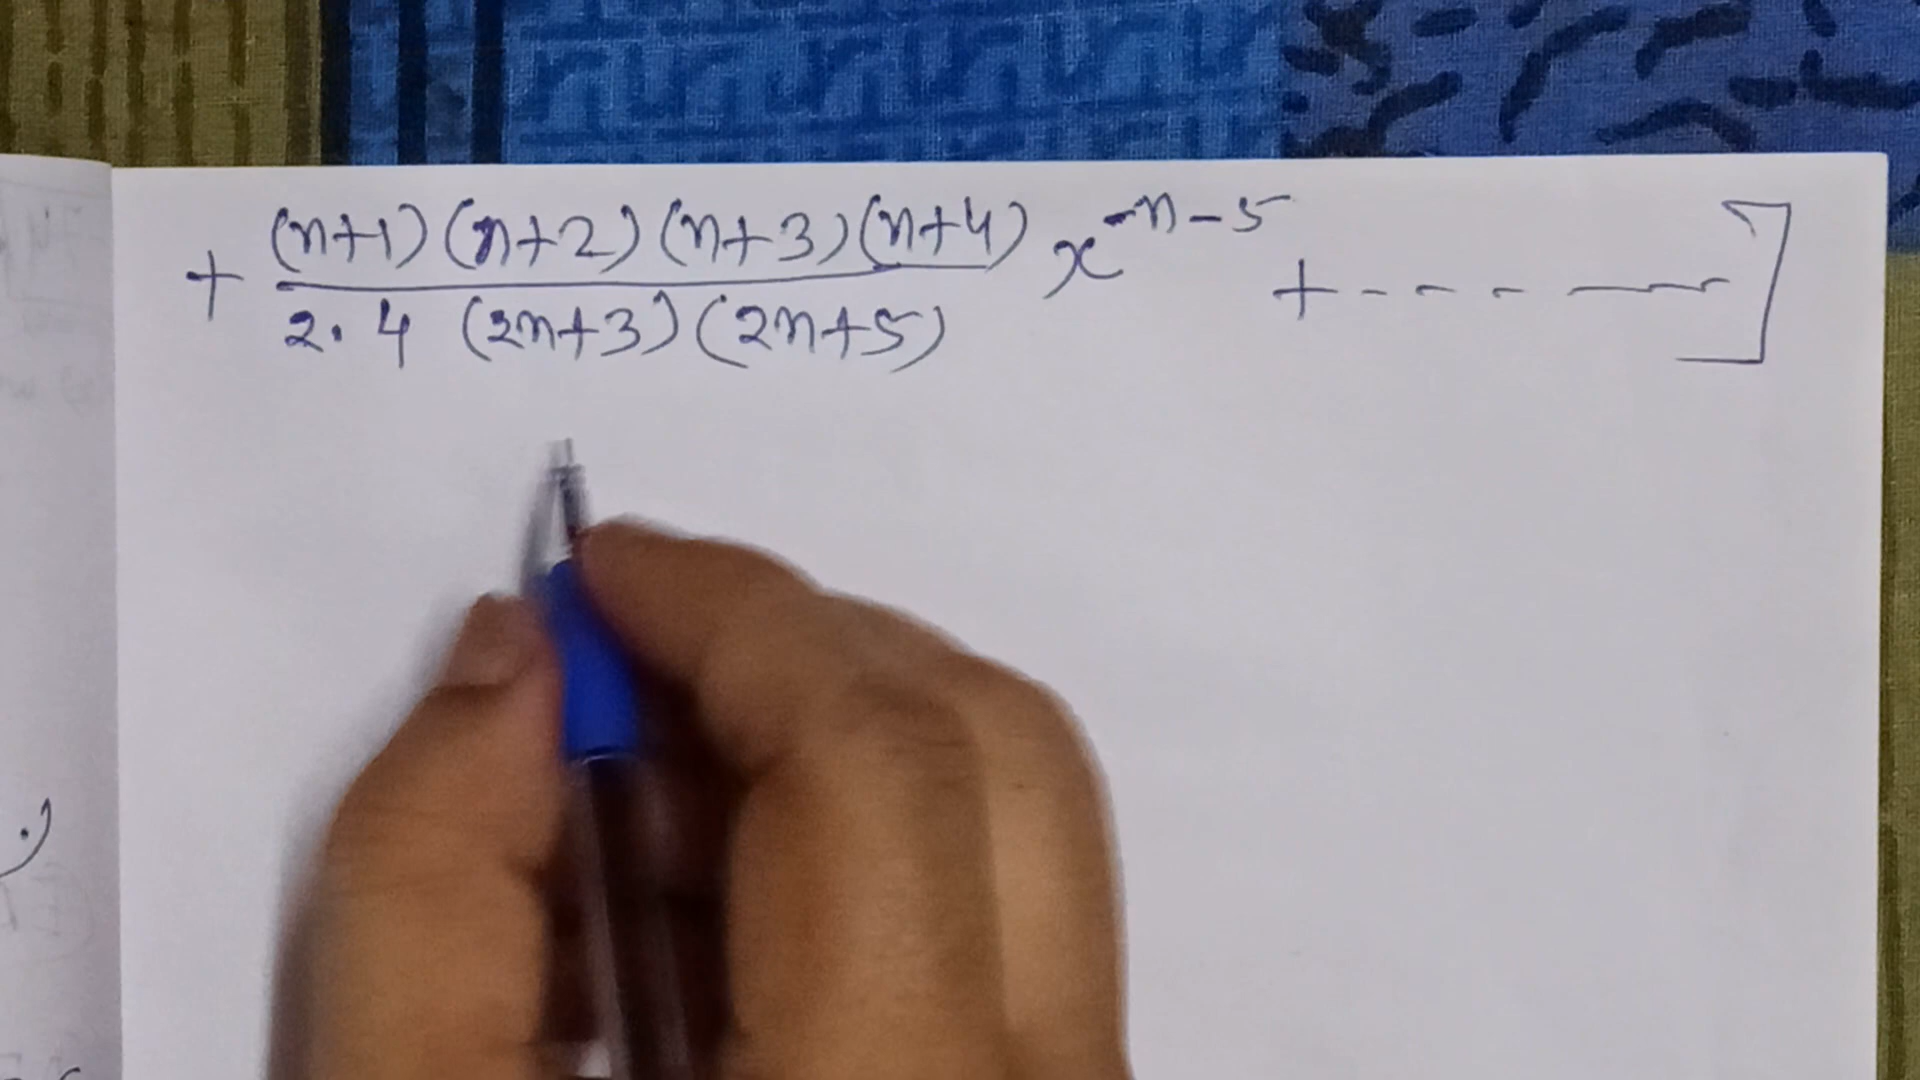 + (n+1)(n+2)(n+3)(n+4) / 2·4 (2n+3)(2n+5) x^{-n-5} + - - - - —— ]